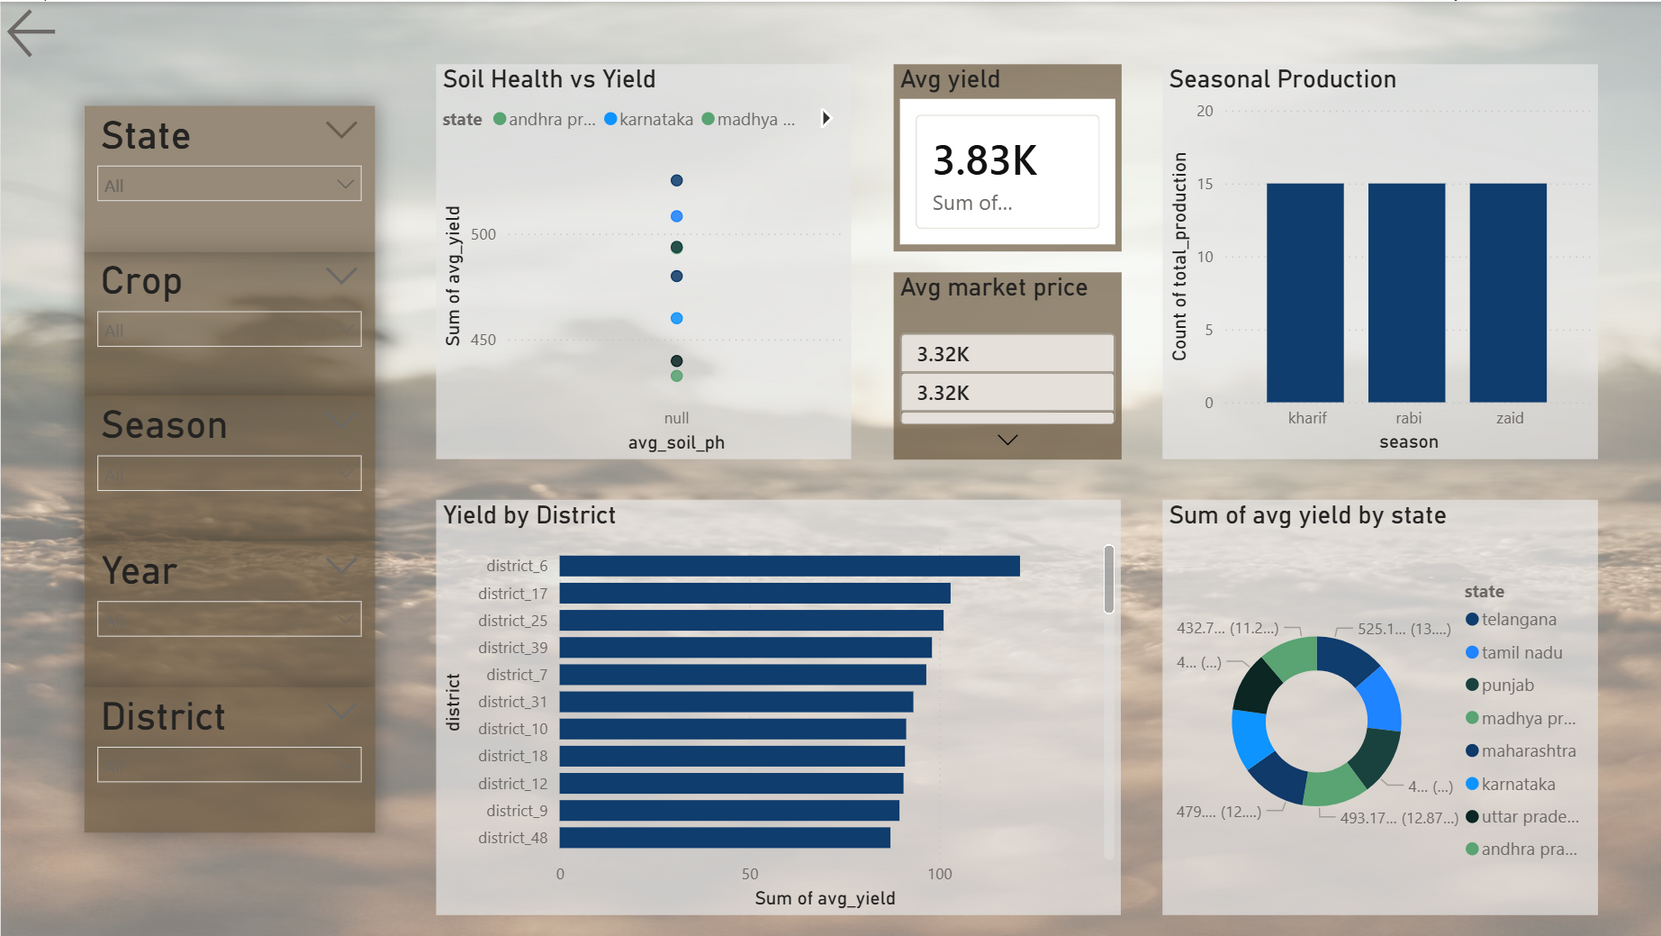 State
All
Crop
All
Season
All
Year
District
Soil Health vs Yield
state andhra pr... karnataka madhya ...
Sum of avg_yield
500
450
null
avg_soil_ph
Avg yield
3.83K
Sum of...
Avg market price
3.32K
3.32K
Seasonal Production
Count of total_production
20
15
10
5
0
kharif rabi zaid
season
Yield by District
district
district_6
district_17
district_25
district_39
district_7
district_31
district_10
district_18
district_12
district_9
district_48
0 50 100
Sum of avg_yield
Sum of avg yield by state
432.7... (11.2...) 525.1... (13....)
4... (...)
479.... (12....) 493.17... (12.87...)
4... (...)
state
telangana
tamil nadu
punjab
madhya pr...
maharashtra
karnataka
uttar prade...
andhra pra...